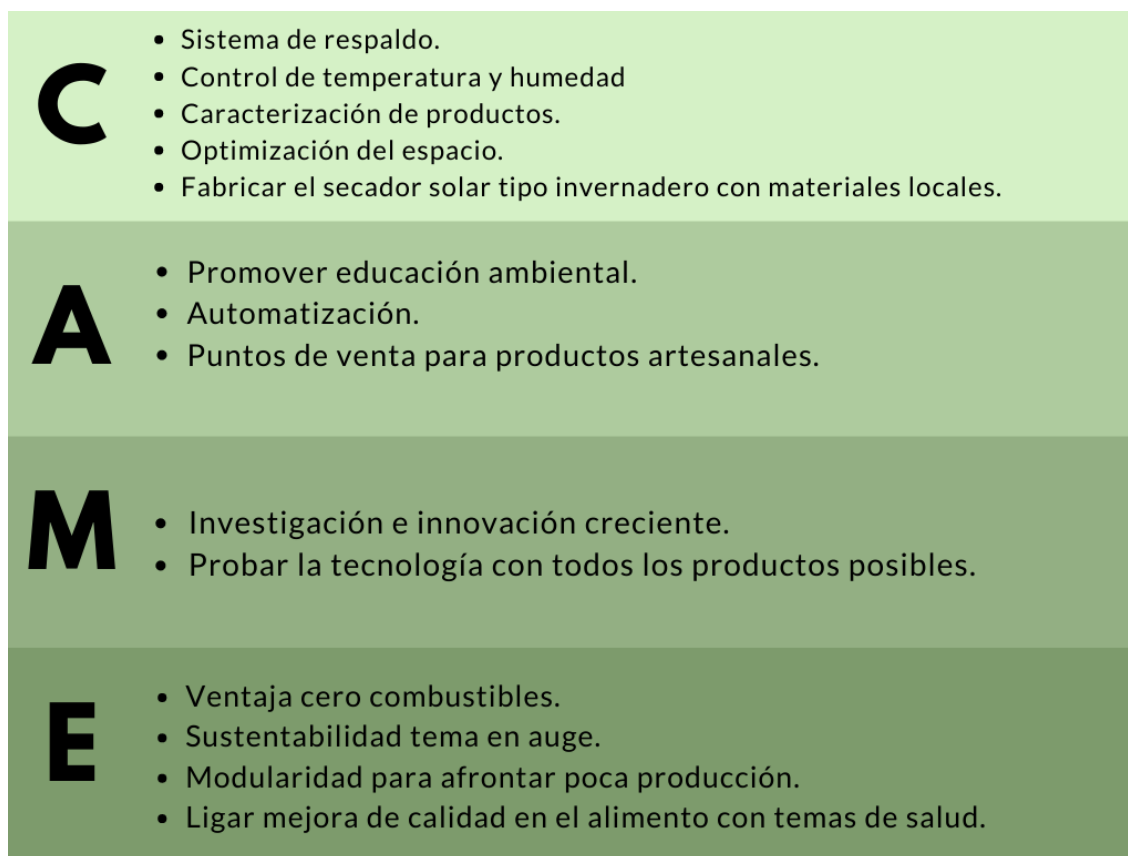 C
• Sistema de respaldo.
• Control de temperatura y humedad
• Caracterización de productos.
• Optimización del espacio.
• Fabricar el secador solar tipo invernadero con materiales locales.
A
• Promover educación ambiental.
• Automatización.
• Puntos de venta para productos artesanales.
M
• Investigación e innovación creciente.
• Probar la tecnología con todos los productos posibles.
E
• Ventaja cero combustibles.
• Sustentabilidad tema en auge.
• Modularidad para afrontar poca producción.
• Ligar mejora de calidad en el alimento con temas de salud.